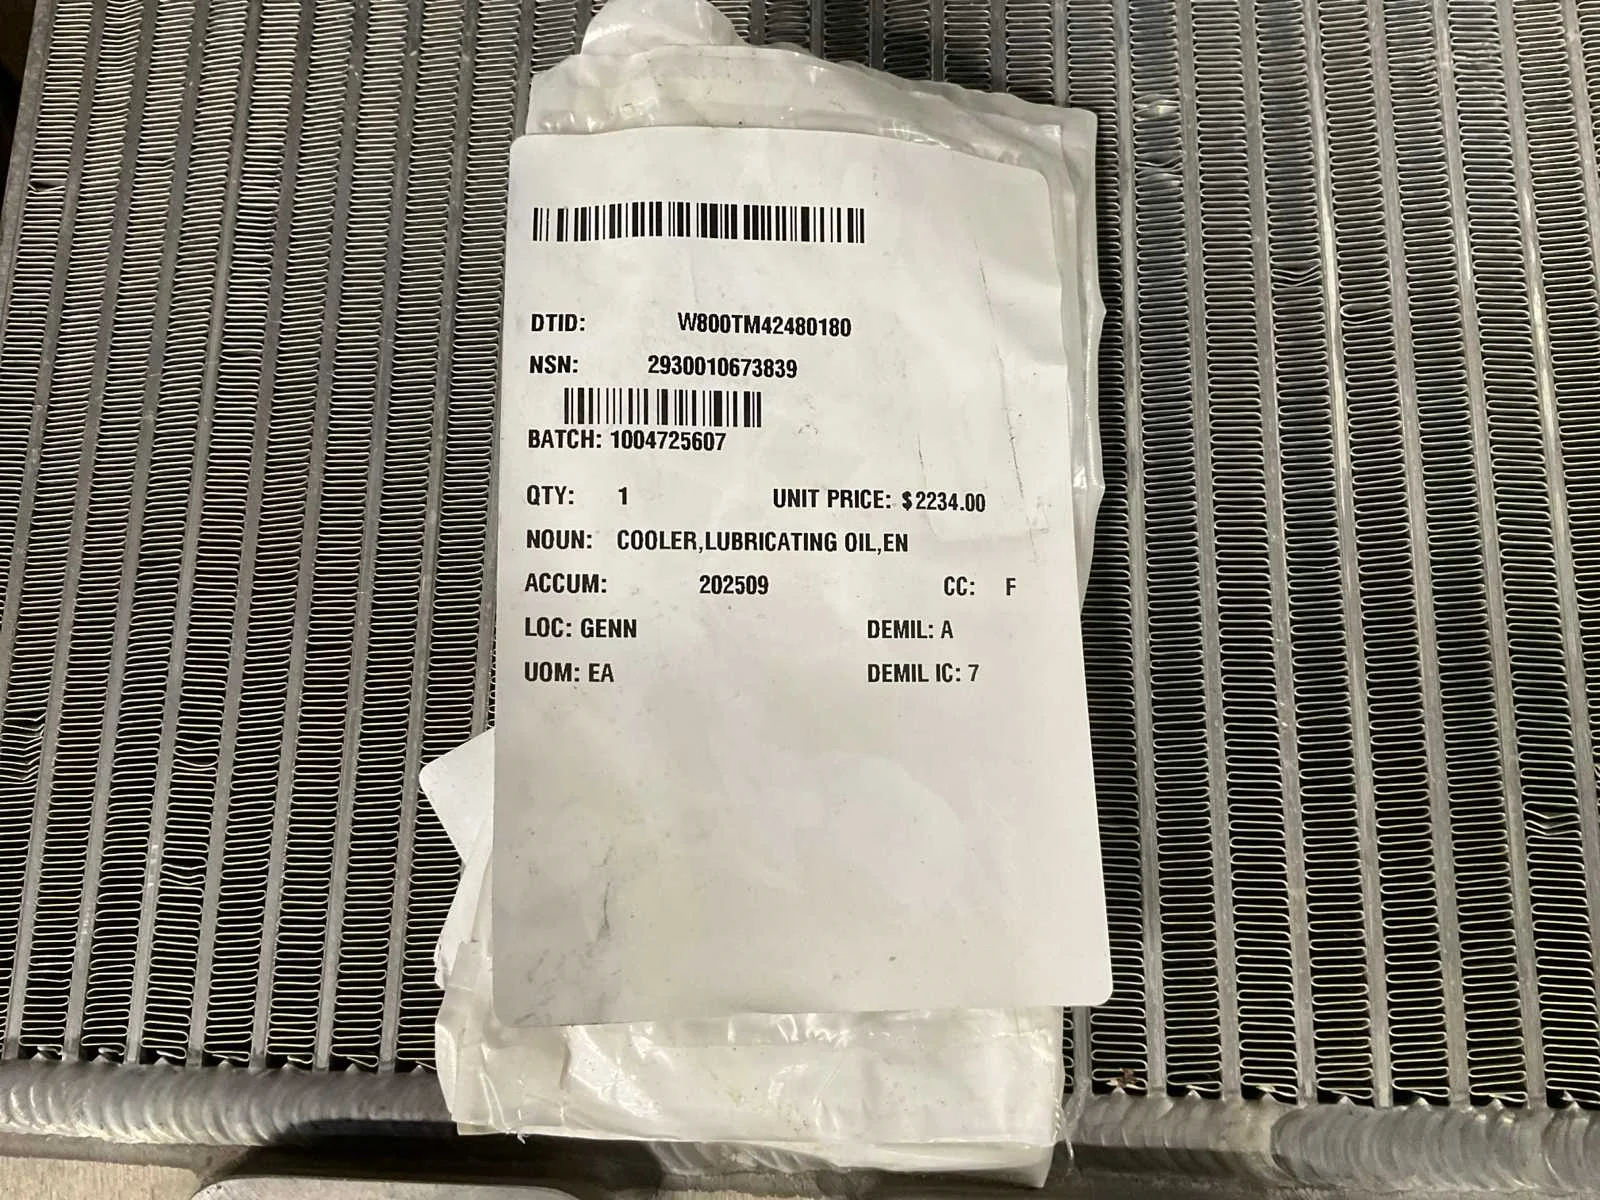 DTID: W800TM42480180
NSN: 2930010673839
BATCH: 1004725607
QTY: 1 UNIT PRICE: $2234.00
NOUN: COOLER,LUBRICATING OIL,EN
ACCUM: 202509 CC: F
LOC: GENN DEMIL: A
UOM: EA DEMIL IC: 7